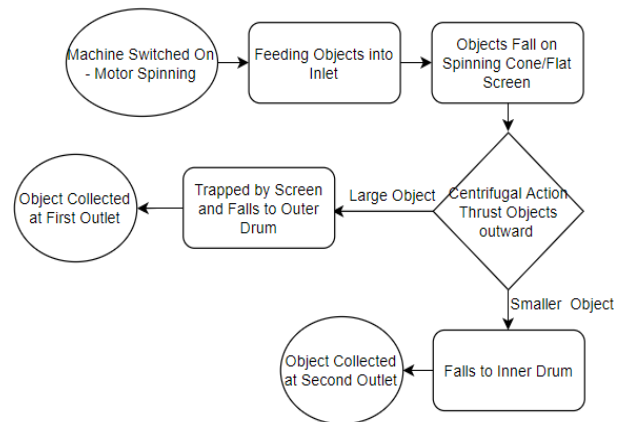 Machine Switched On
- Motor Spinning
Feeding Objects into
Inlet
Objects Fall on
Spinning Cone/Flat
Screen
Centrifugal Action
Thrust Objects
outward
Large Object
Trapped by Screen
and Falls to Outer
Drum
Object Collected
at First Outlet
Smaller Object
Falls to Inner Drum
Object Collected
at Second Outlet